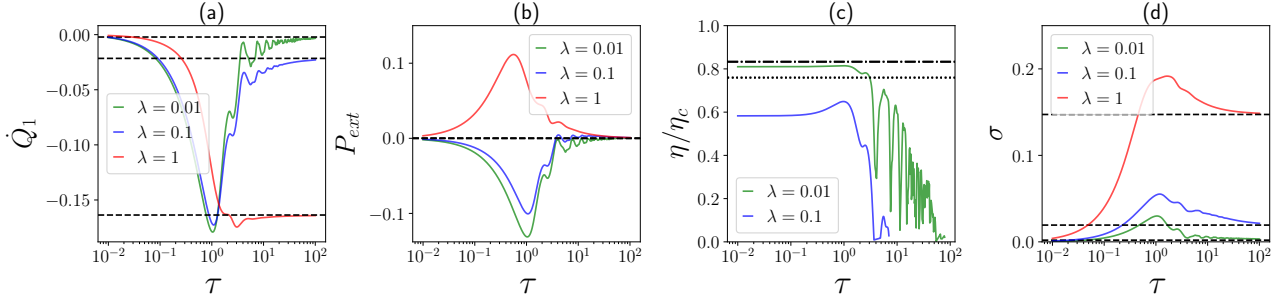 (a)
0.00
−0.05
−0.10
−0.15
Q̇₁
λ = 0.01
λ = 0.1
λ = 1
10⁻² 10⁻¹ 10⁰ 10¹ 10²
τ
(b)
0.1
0.0
−0.1
P_ext
λ = 0.01
λ = 0.1
λ = 1
10⁻² 10⁻¹ 10⁰ 10¹ 10²
τ
(c)
1.0
0.8
0.6
0.4
0.2
0.0
η/η_c
λ = 0.01
λ = 0.1
10⁻² 10⁻¹ 10⁰ 10¹ 10²
τ
(d)
0.2
0.1
0.0
σ
λ = 0.01
λ = 0.1
λ = 1
10⁻² 10⁻¹ 10⁰ 10¹ 10²
τ